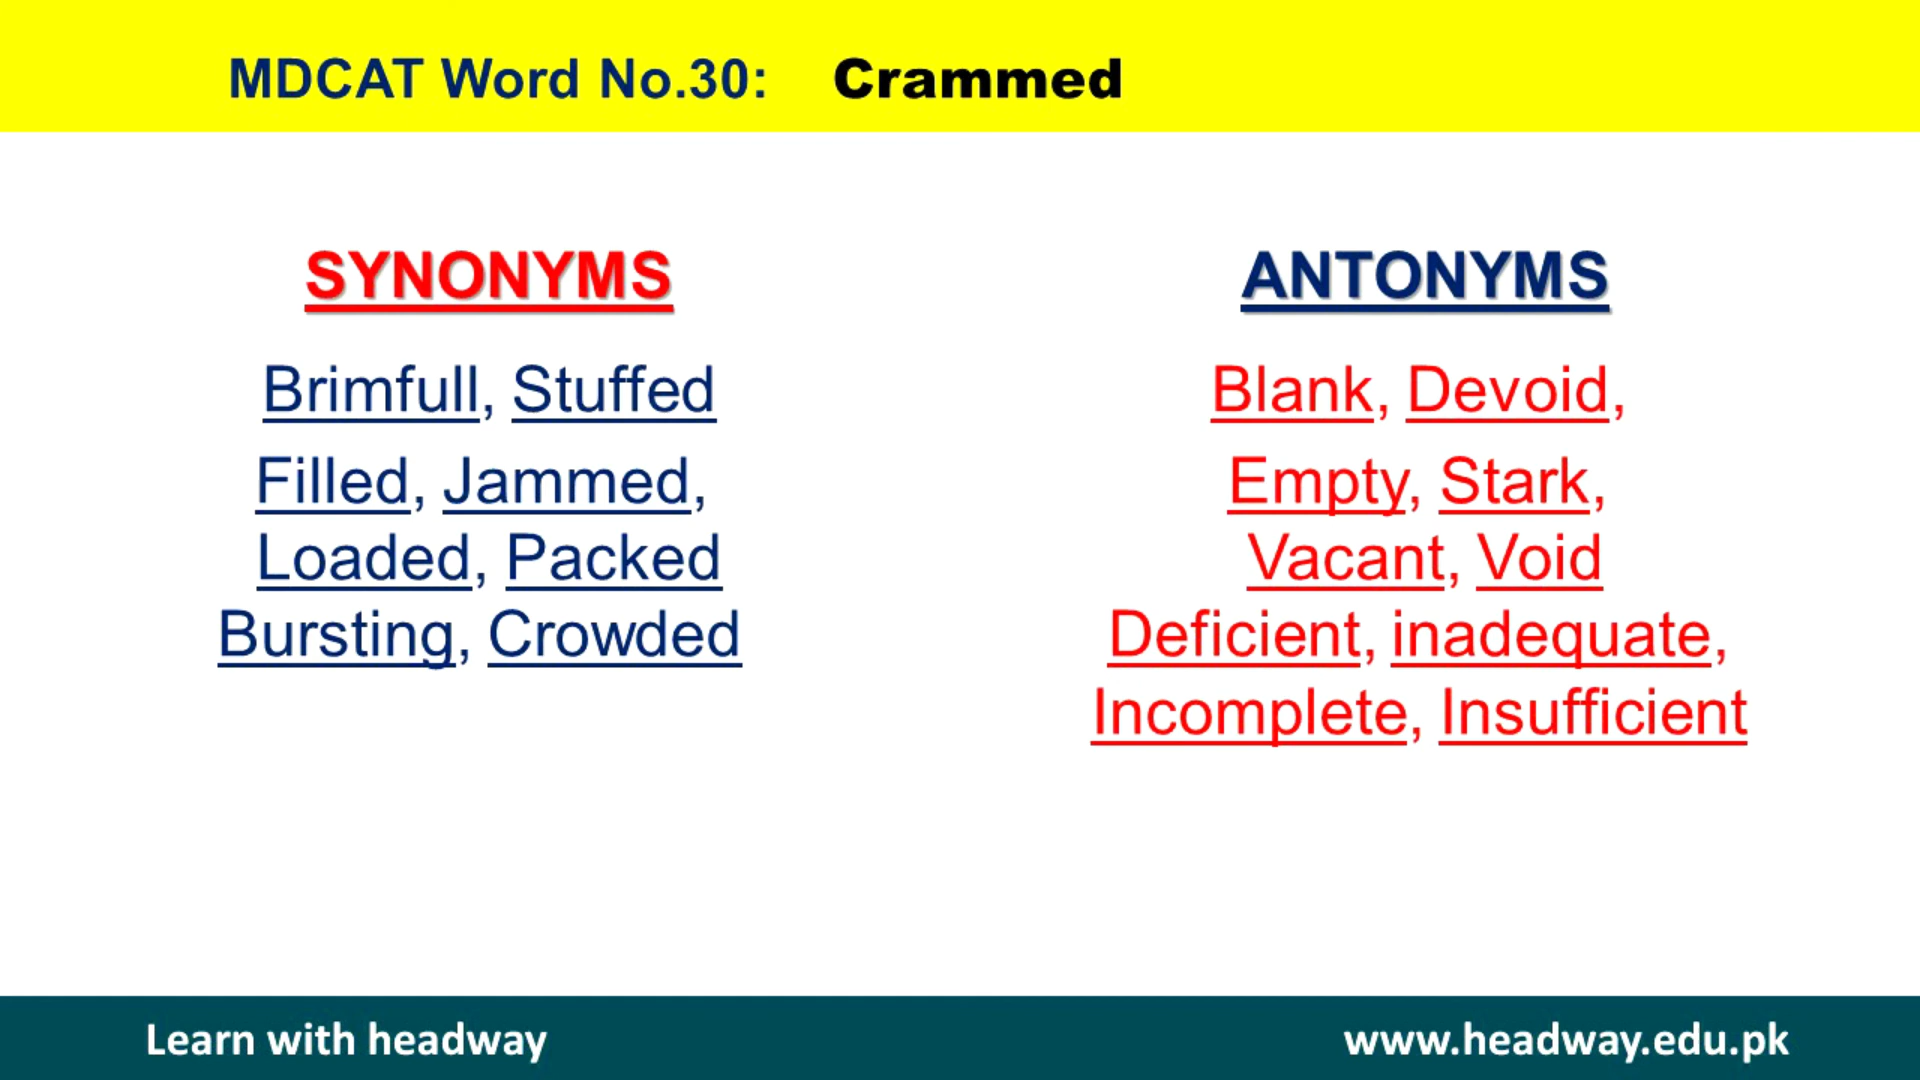 MDCAT Word No.30: Crammed
SYNONYMS
Brimfull, Stuffed
Filled, Jammed,
Loaded, Packed
Bursting, Crowded
ANTONYMS
Blank, Devoid,
Empty, Stark,
Vacant, Void
Deficient, inadequate,
Incomplete, Insufficient
Learn with headway
www.headway.edu.pk